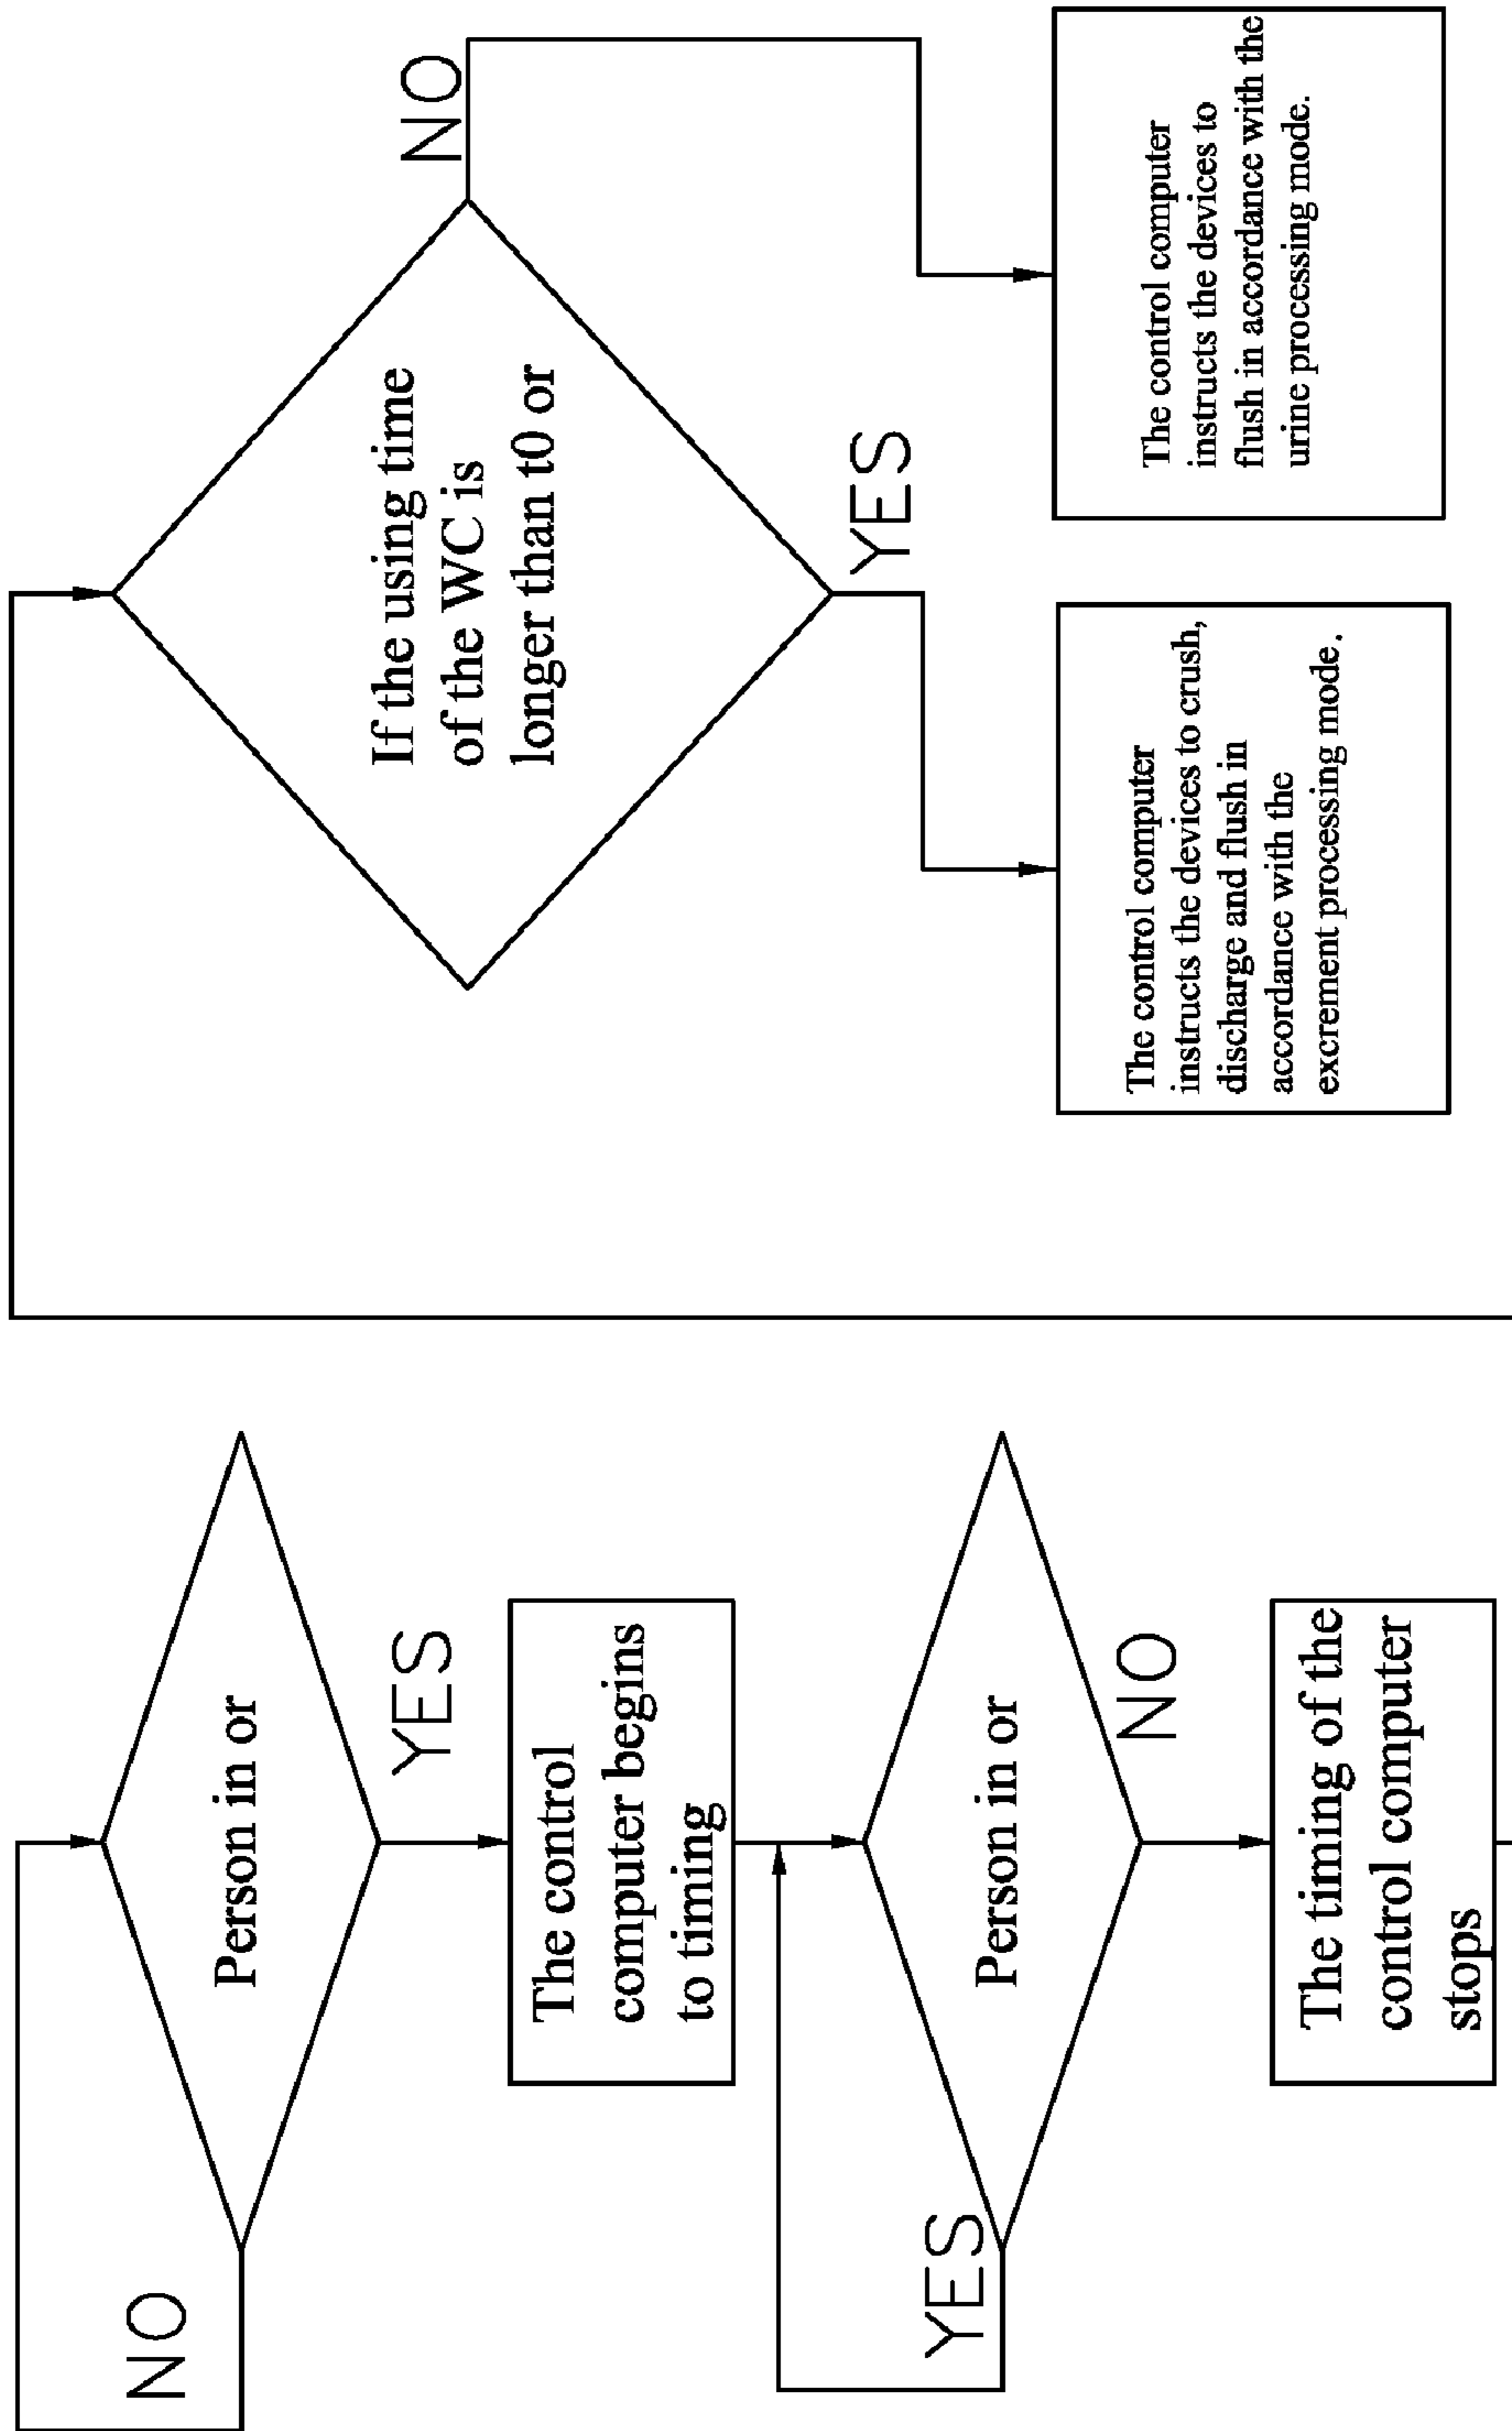 NO
Person in or
YES
The control
computer begins
to timing
YES
Person in or
NO
The timing of the
control computer
stops
If the using time
of the WC is
longer than t0 or
NO
YES
The control computer
instructs the devices to crush,
discharge and flush in
accordance with the
excrement processing mode.
The control computer
instructs the devices to
flush in accordance with the
urine processing mode.